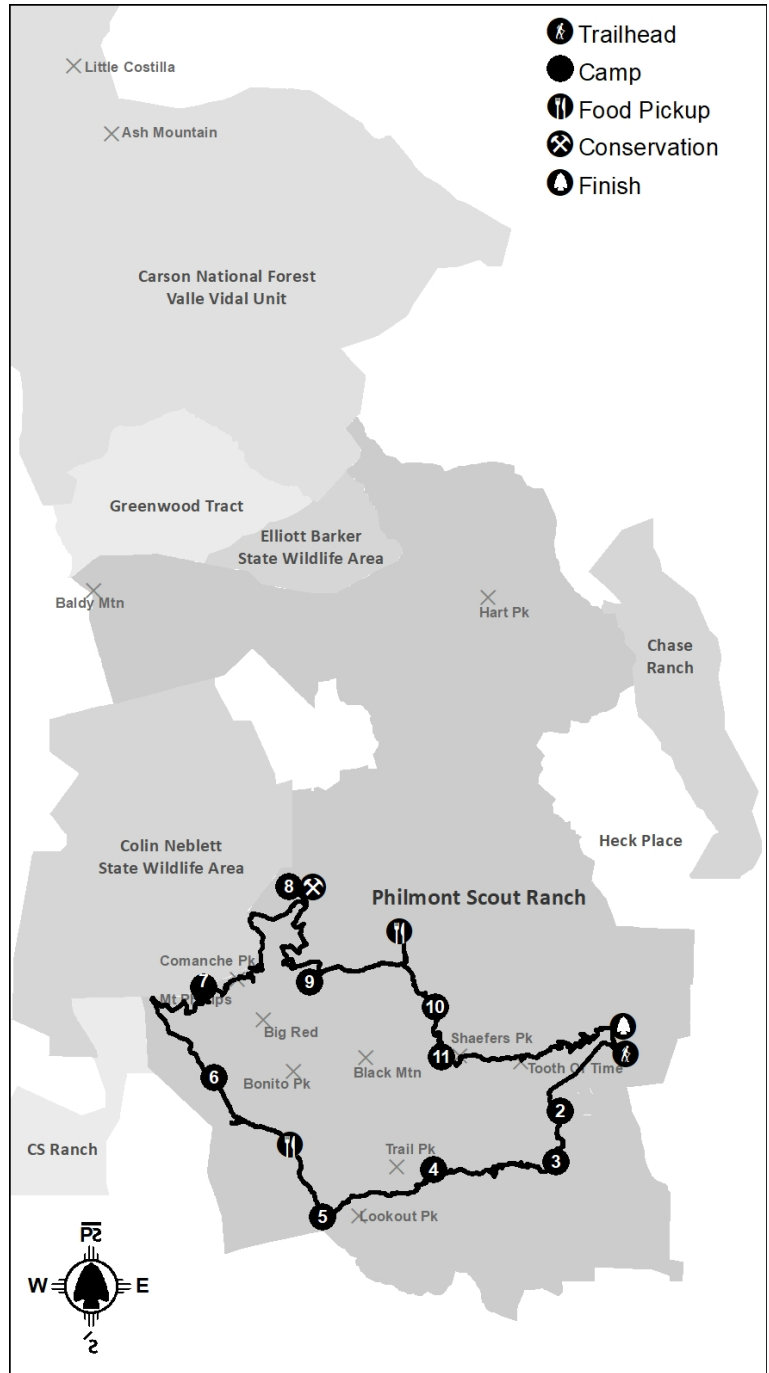 Trailhead
Camp
Food Pickup
Conservation
Finish
Little Costilla
Ash Mountain
Carson National Forest
Valle Vidal Unit
Greenwood Tract
Elliott Barker
State Wildlife Area
Baldy Mtn
Hart Pk
Chase
Ranch
Heck Place
Colin Neblett
State Wildlife Area
8
Philmont Scout Ranch
Comanche Pk
7
9
Mt Phillips
10
Big Red
Shaefers Pk
11
Black Mtn
Tooth Of Time
Bonito Pk
6
2
CS Ranch
Trail Pk
3
4
5
Lookout Pk
W
E